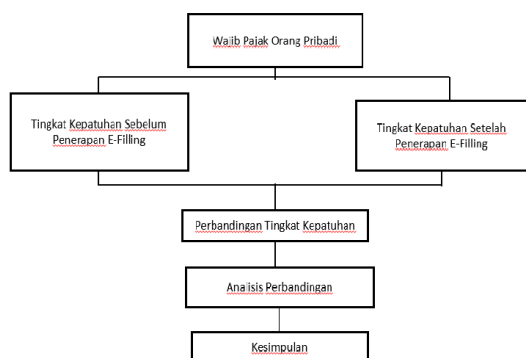 Wajib Pajak Orang Pribadi
Tingkat Kepatuhan Sebelum
Penerapan E-Filling
Tingkat Kepatuhan Setelah
Penerapan E-Filling
Perbandingan Tingkat Kepatuhan
Analisis Perbandingan
Kesimpulan